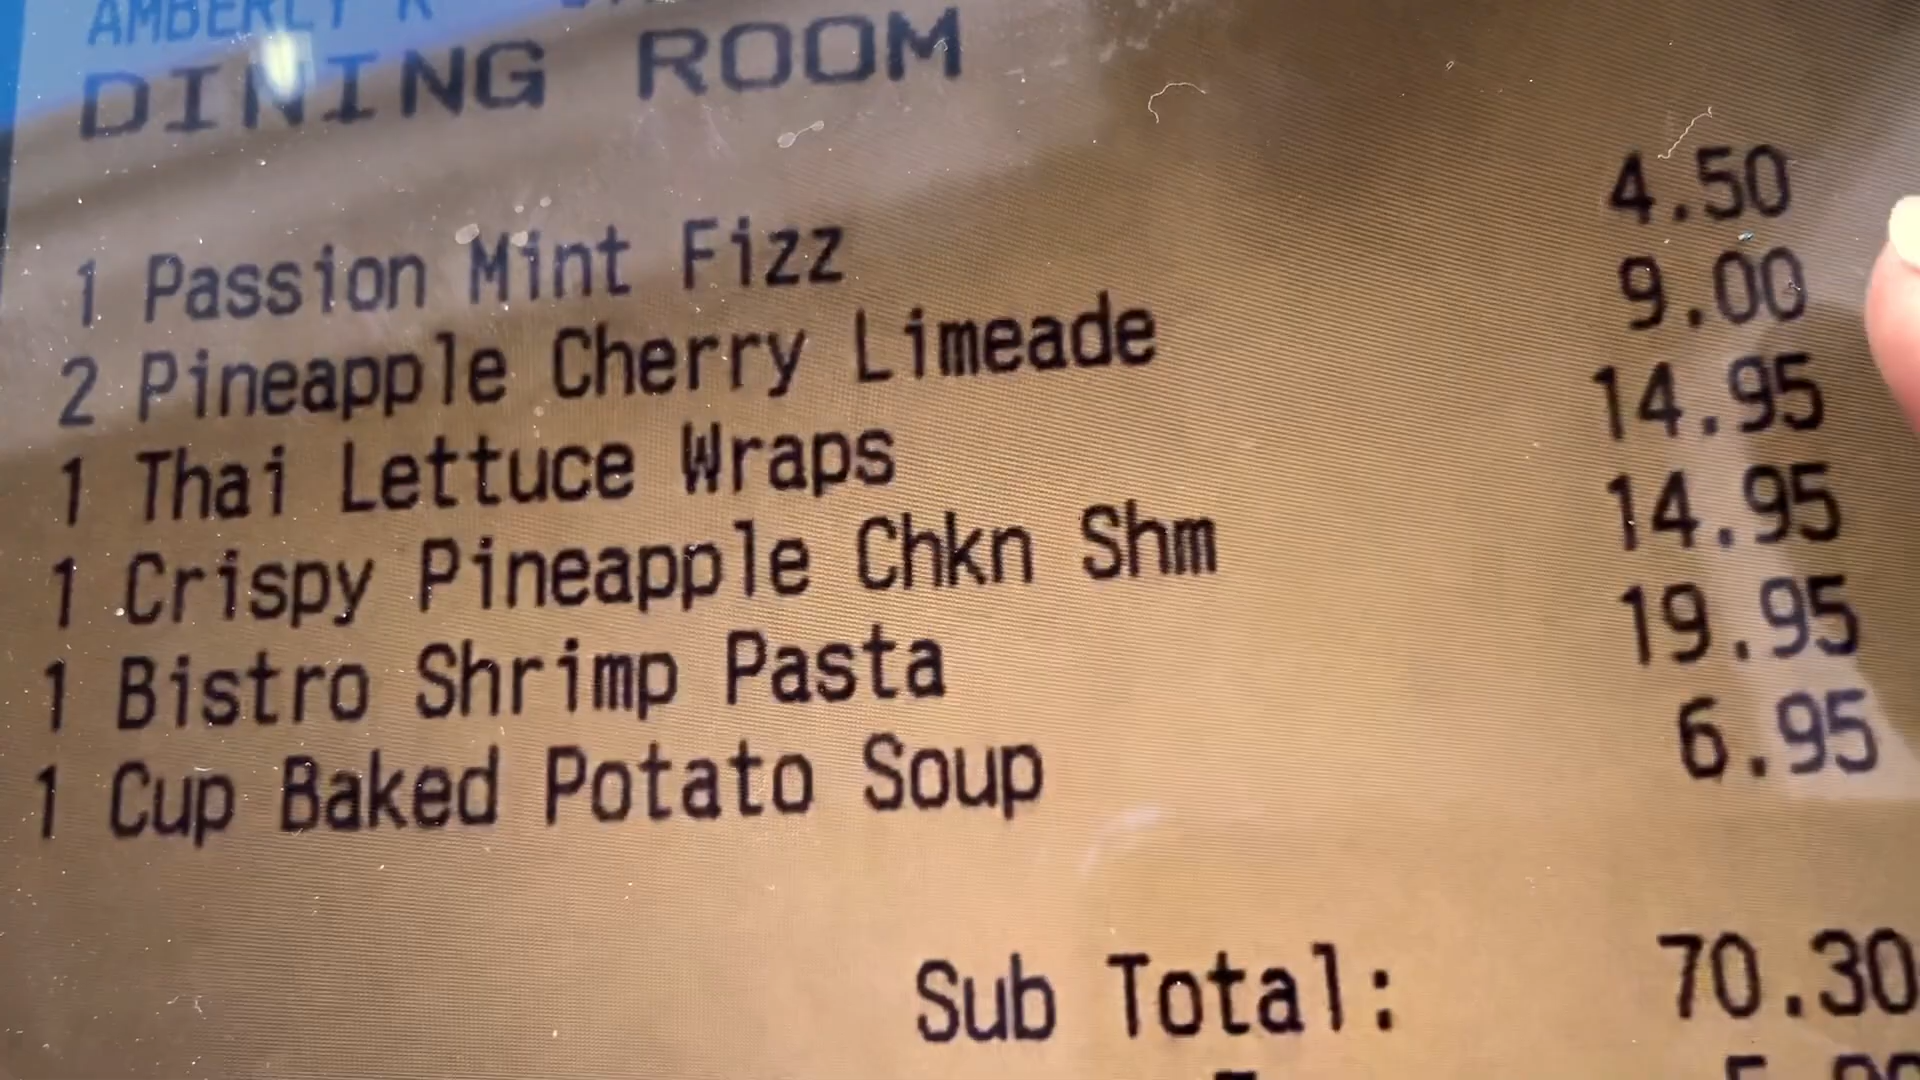 AMBERLY R
DINING ROOM
1 Passion Mint Fizz 4.50
2 Pineapple Cherry Limeade 9.00
1 Thai Lettuce Wraps 14.95
1 Crispy Pineapple Chkn Shm 14.95
1 Bistro Shrimp Pasta 19.95
1 Cup Baked Potato Soup 6.95
Sub Total: 70.30